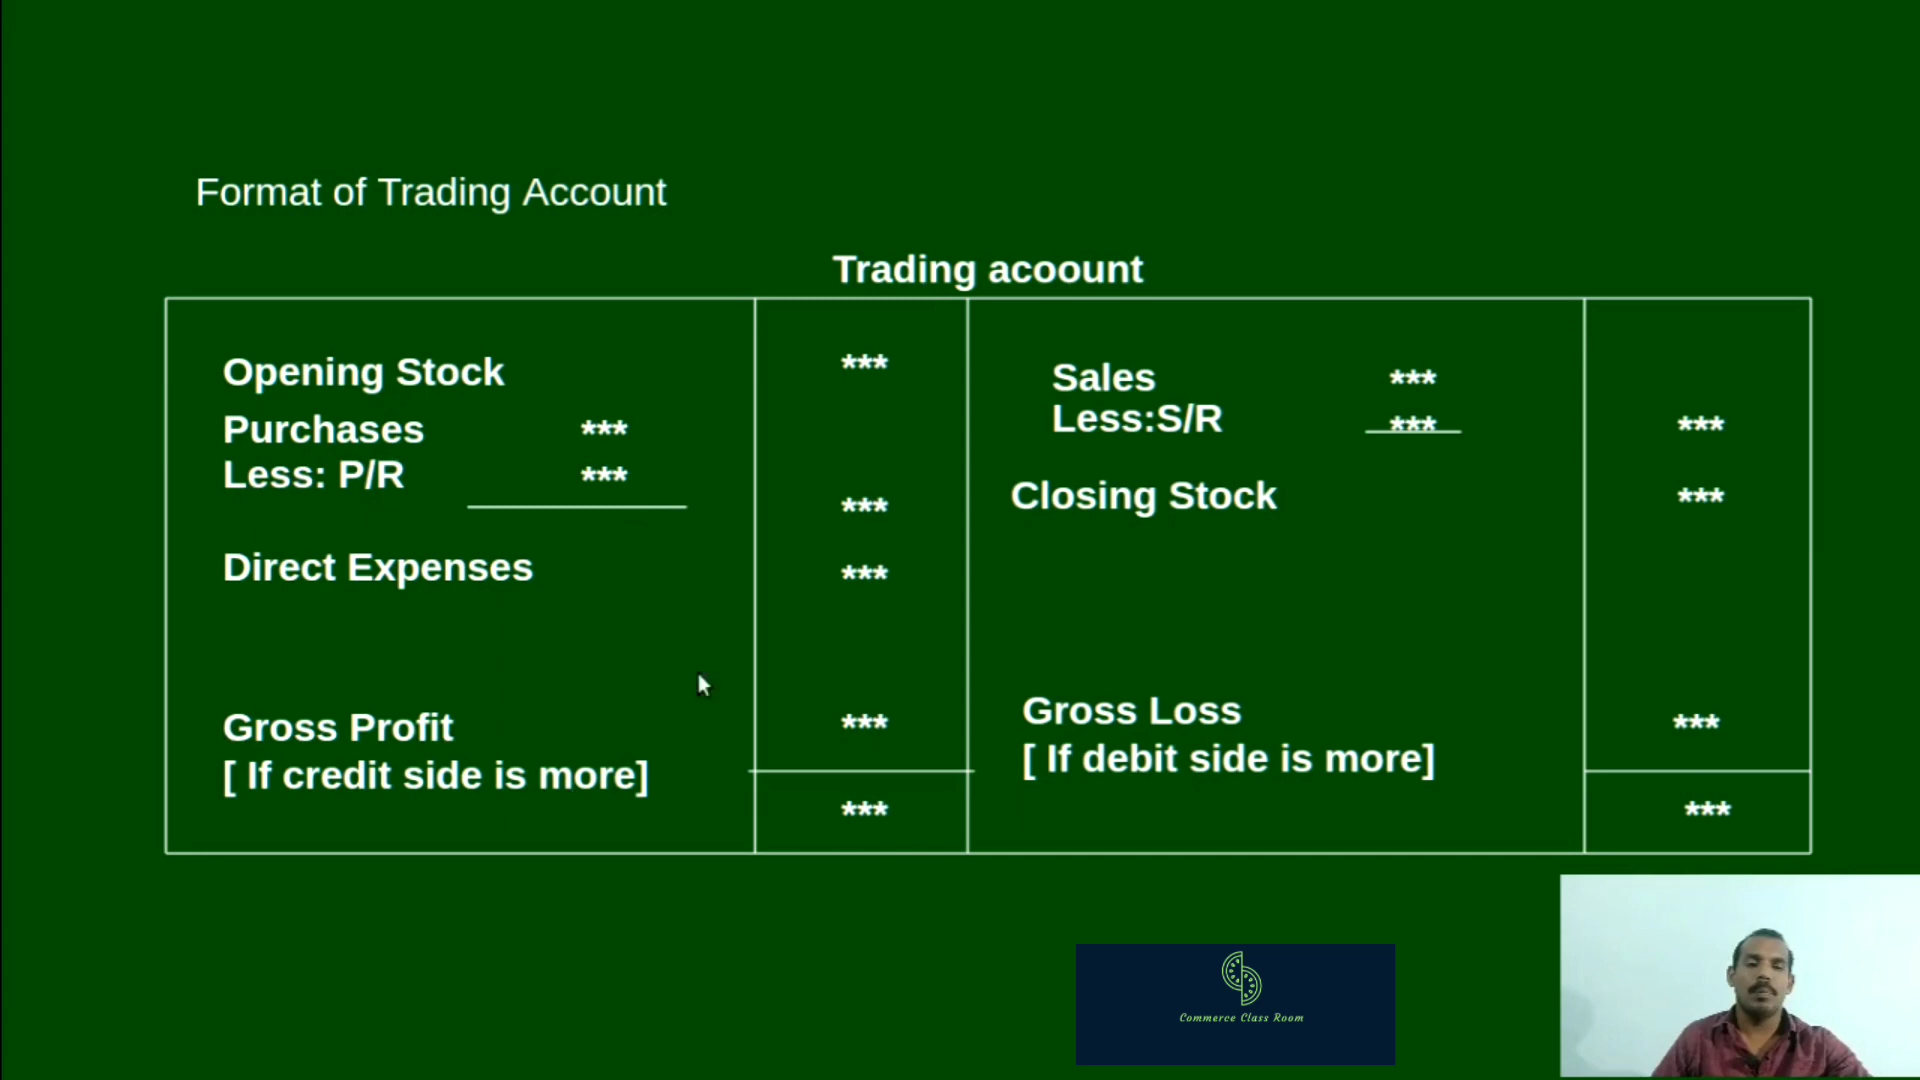 Format of Trading Account
Trading acoount
Opening Stock ***
Purchases ***
Less: P/R ***
***
Direct Expenses ***
Gross Profit ***
[ If credit side is more]
***
Sales ***
Less:S/R *** ***
Closing Stock ***
Gross Loss ***
[ If debit side is more]
***
Commerce Class Room